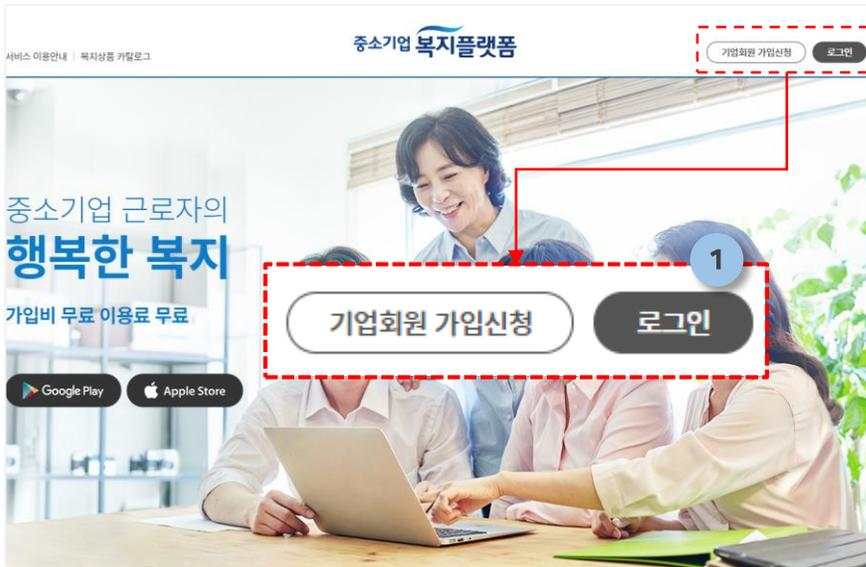 중소기업 복지플랫폼
서비스 이용안내 | 복지상품 카탈로그
기업회원 가입신청 로그인
중소기업 근로자의
행복한 복지
가입비 무료 이용료 무료
1
기업회원 가입신청 로그인
Google Play Apple Store